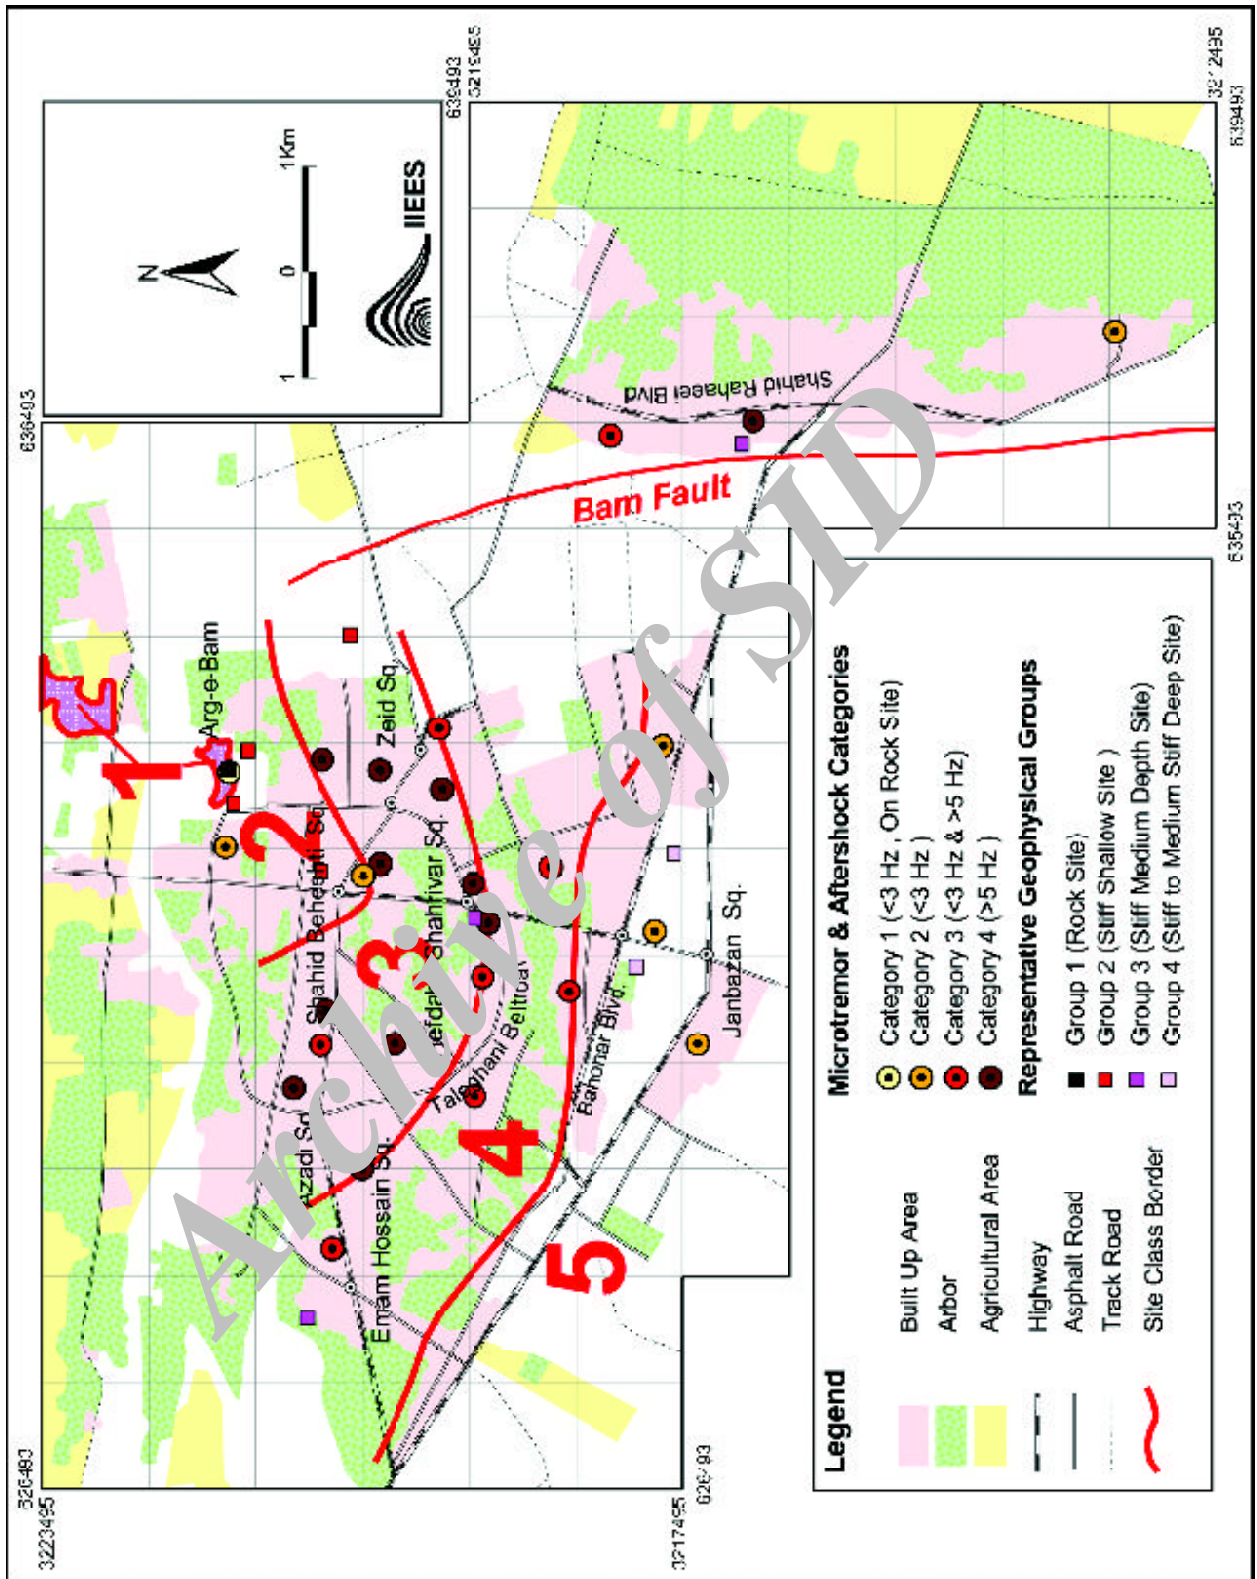 626493
3223495
636493
639493
3219495
3212495
639493
635493
3217495
626493
N
1
0
1Km
IIEES
Arg-e-Bam
1
2
3
4
5
Zeid Sq.
Shahid Beheshti Sq.
Shahrivar Sq.
Azadi Sq.
Emam Hossain Sq.
Taleghani
Bahonar Blvd.
Janbazan Sq.
Bam Fault
Shahid Rahaeei Blvd
Archive of SID
Legend
Built Up Area
Arbor
Agricultural Area
Highway
Asphalt Road
Track Road
Site Class Border
Microtremor & Aftershock Categories
Category 1 (<3 Hz , On Rock Site)
Category 2 (<3 Hz )
Category 3 (<3 Hz & >5 Hz)
Category 4 (>5 Hz )
Representative Geophysical Groups
Group 1 (Rock Site)
Group 2 (Stiff Shallow Site )
Group 3 (Stiff Medium Depth Site)
Group 4 (Stiff to Medium Stiff Deep Site)